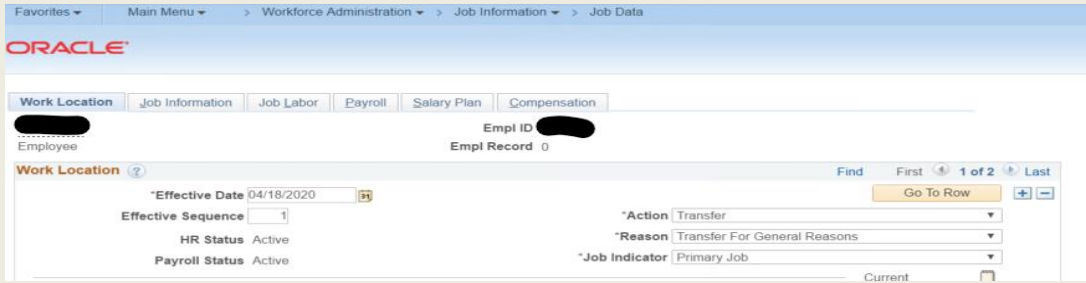 Favorites Main Menu > Workforce Administration > Job Information > Job Data
ORACLE
Work Location Job Information Job Labor Payroll Salary Plan Compensation
Empl ID
Employee Empl Record 0
Work Location ? Find First 1 of 2 Last
*Effective Date 04/18/2020 31 Go To Row + -
Effective Sequence 1 *Action Transfer
HR Status Active *Reason Transfer For General Reasons
Payroll Status Active *Job Indicator Primary Job
Current